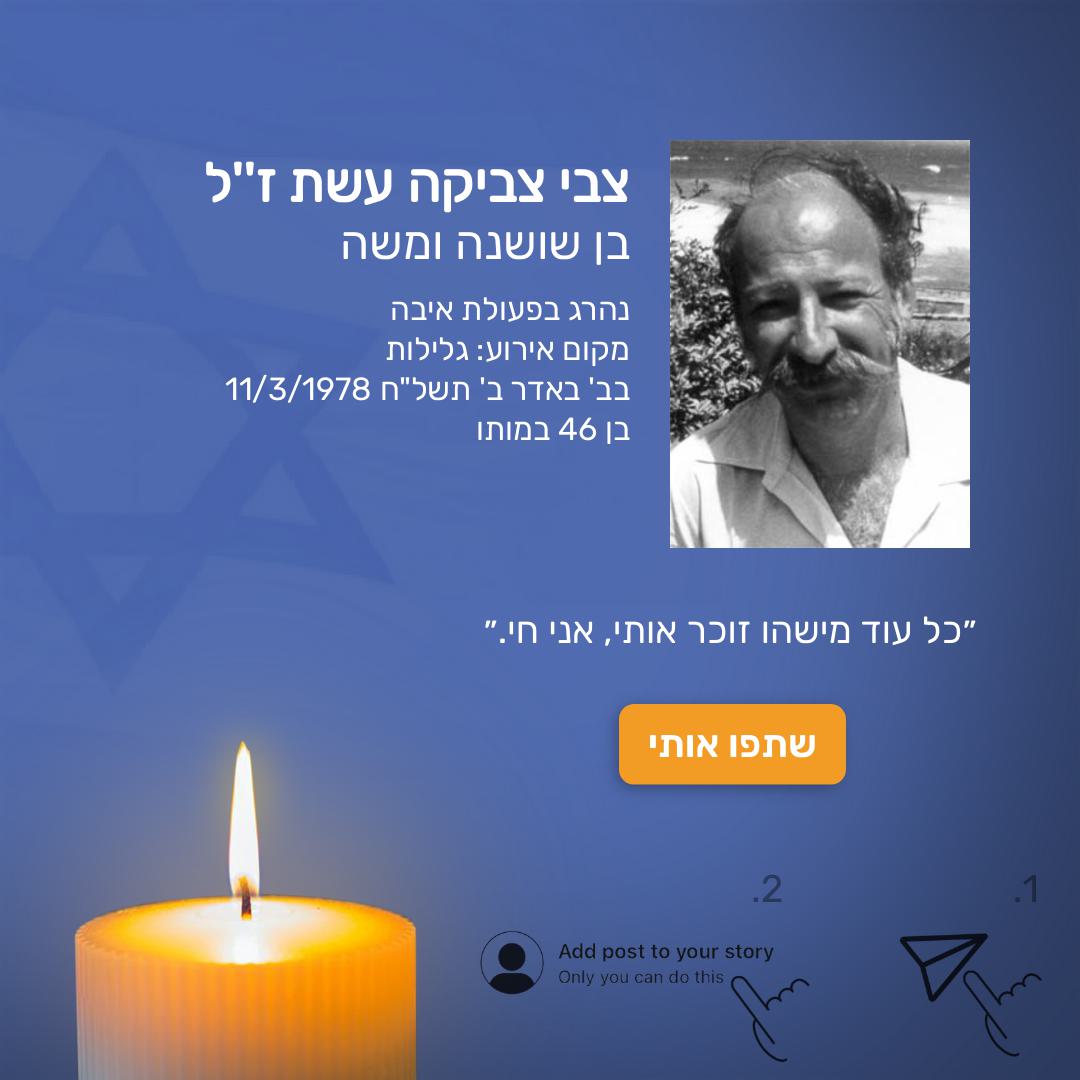 צבי צביקה עשת ז"ל
בן שושנה ומשה
נהרג בפעולת איבה
מקום אירוע: גלילות
בב' באדר ב' תשל"ח 11/3/1978
בן 46 במותו
״כל עוד מישהו זוכר אותי, אני חי.״
שתפו אותי
1.
2.
Add post to your story
Only you can do this